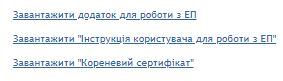 Завантажити додаток для роботи з ЕП
Завантажити "Інструкція користувача для роботи з ЕП"
Завантажити "Кореневий сертифікат"